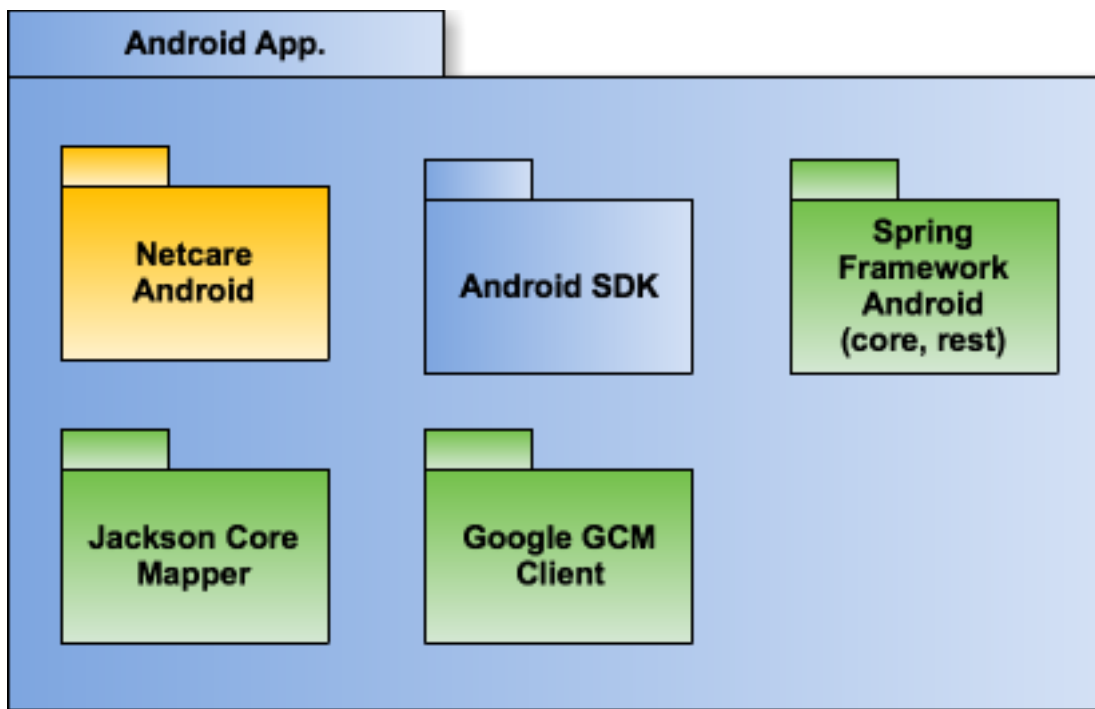 Android App.
Netcare
Android
Android SDK
Spring
Framework
Android
(core, rest)
Jackson Core
Mapper
Google GCM
Client